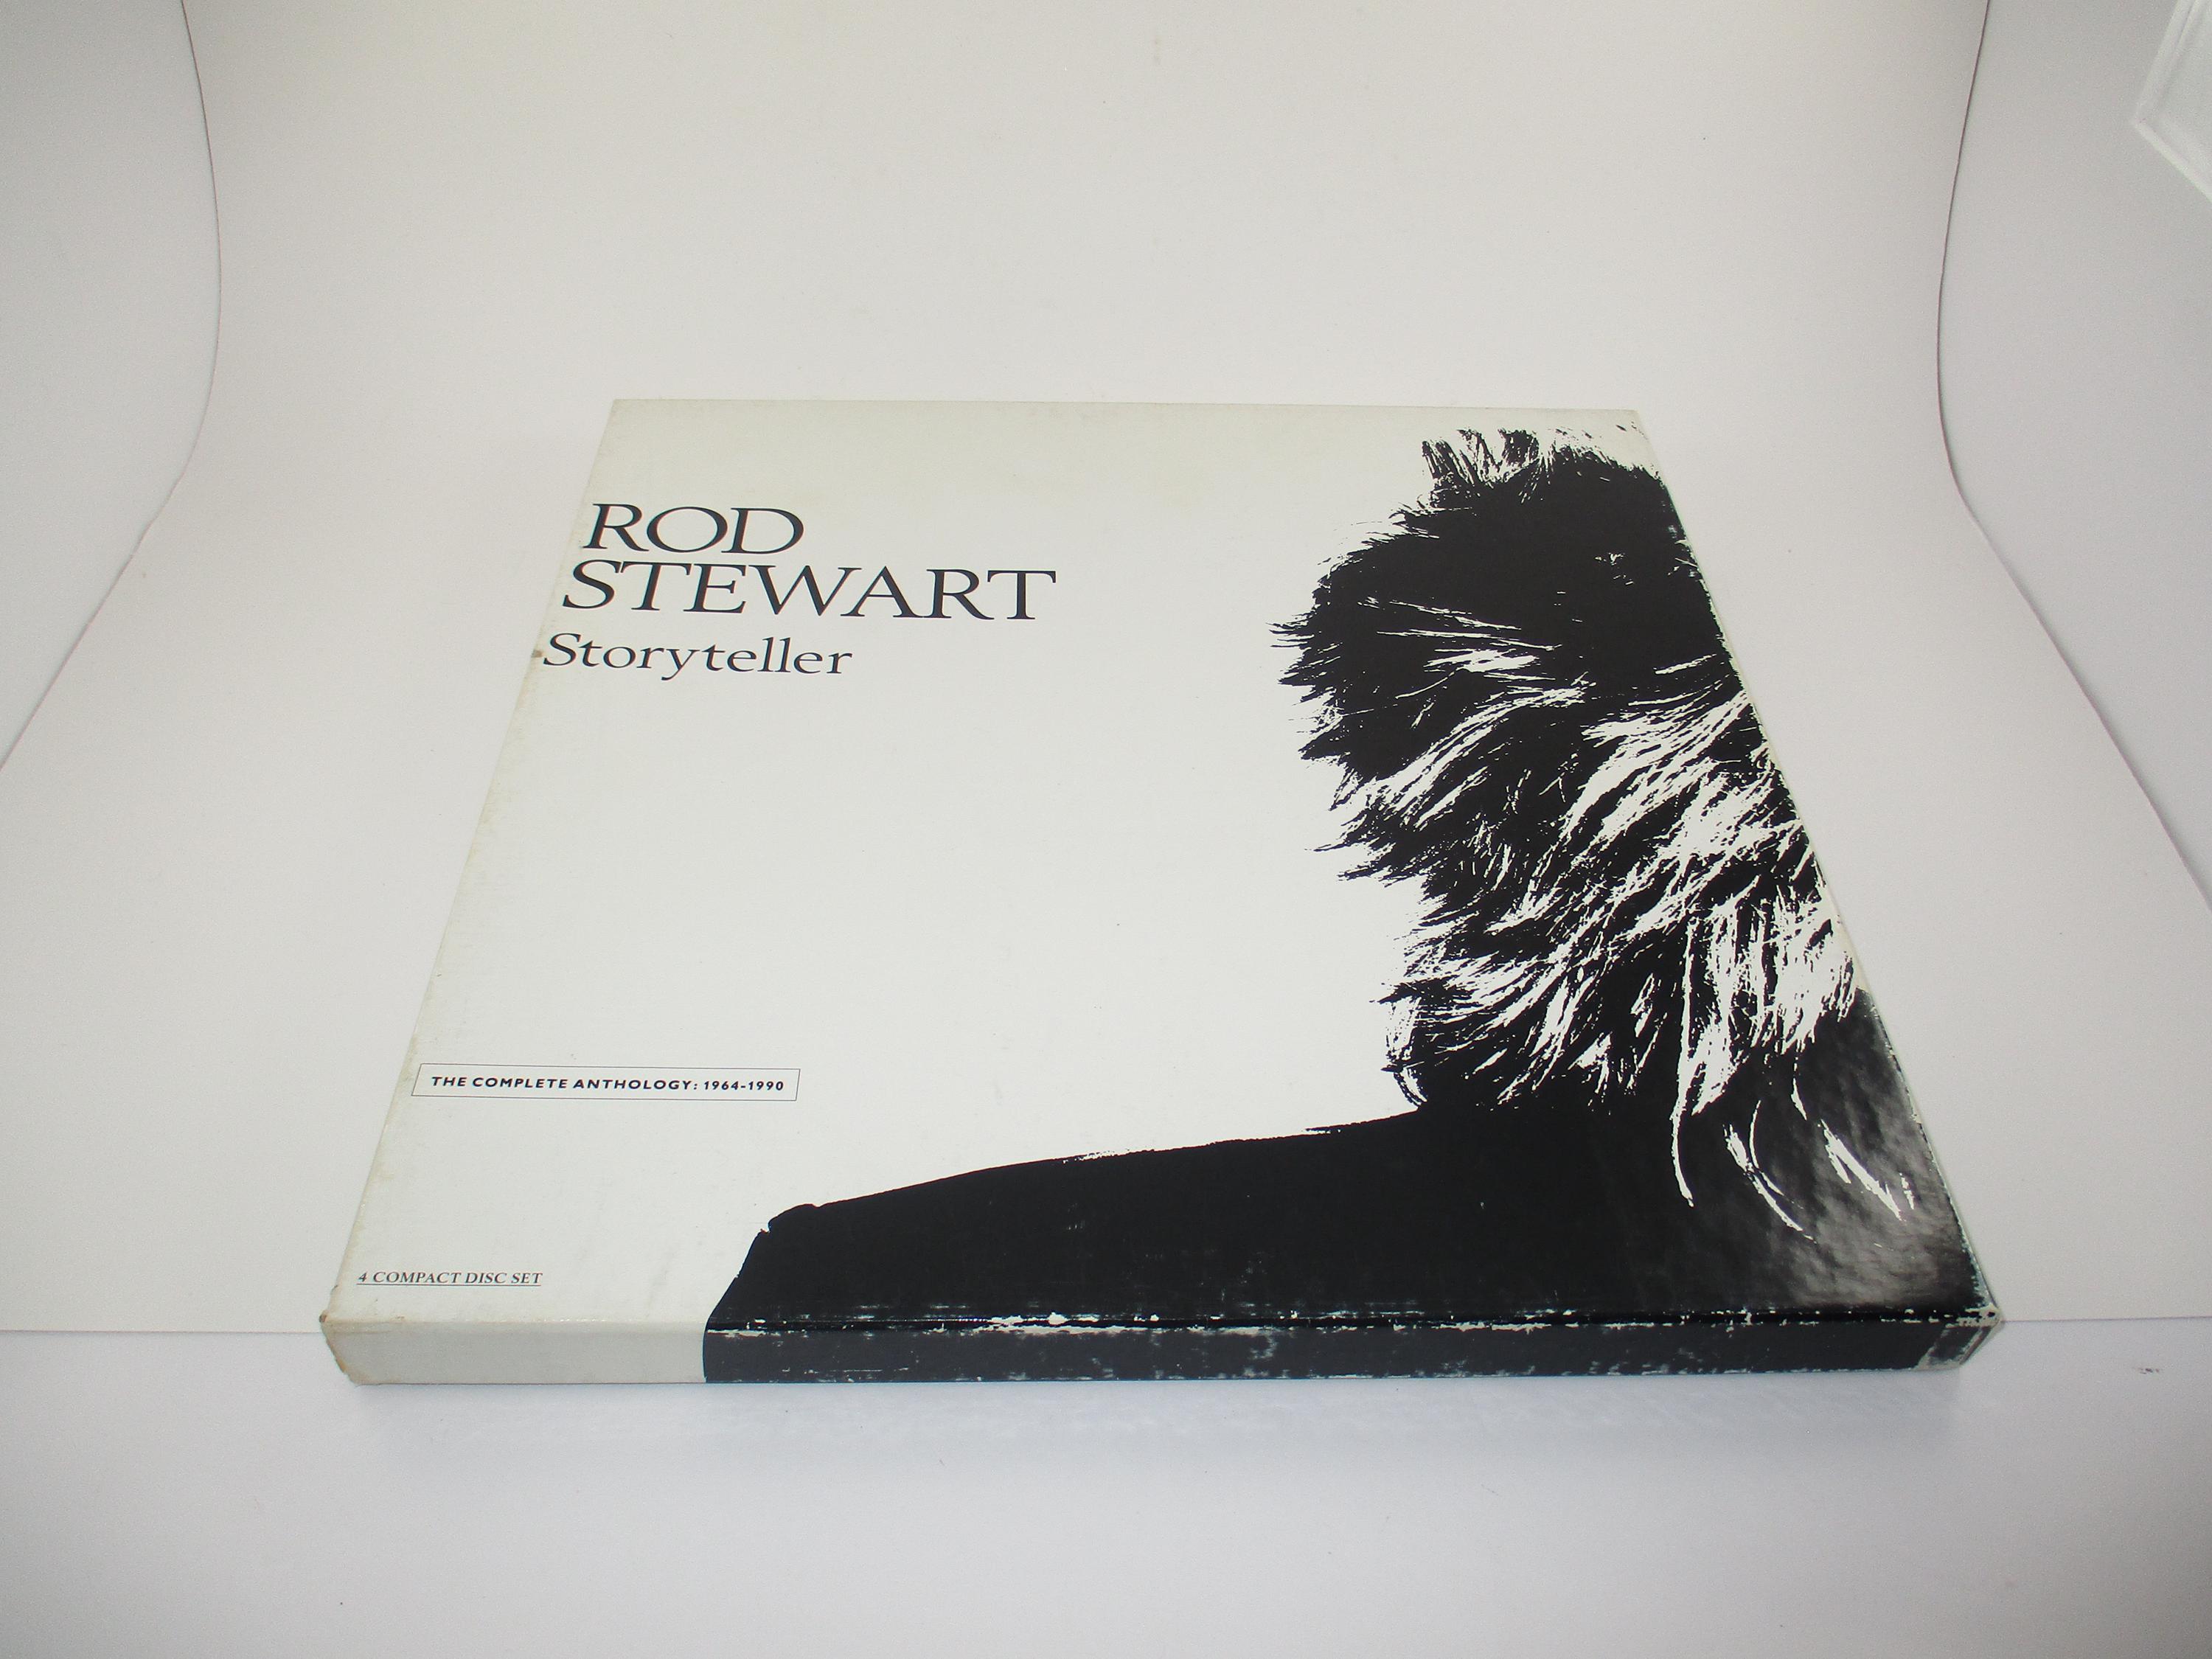 ROD
STEWART
Storyteller
THE COMPLETE ANTHOLOGY: 1964-1990
4 COMPACT DISC SET